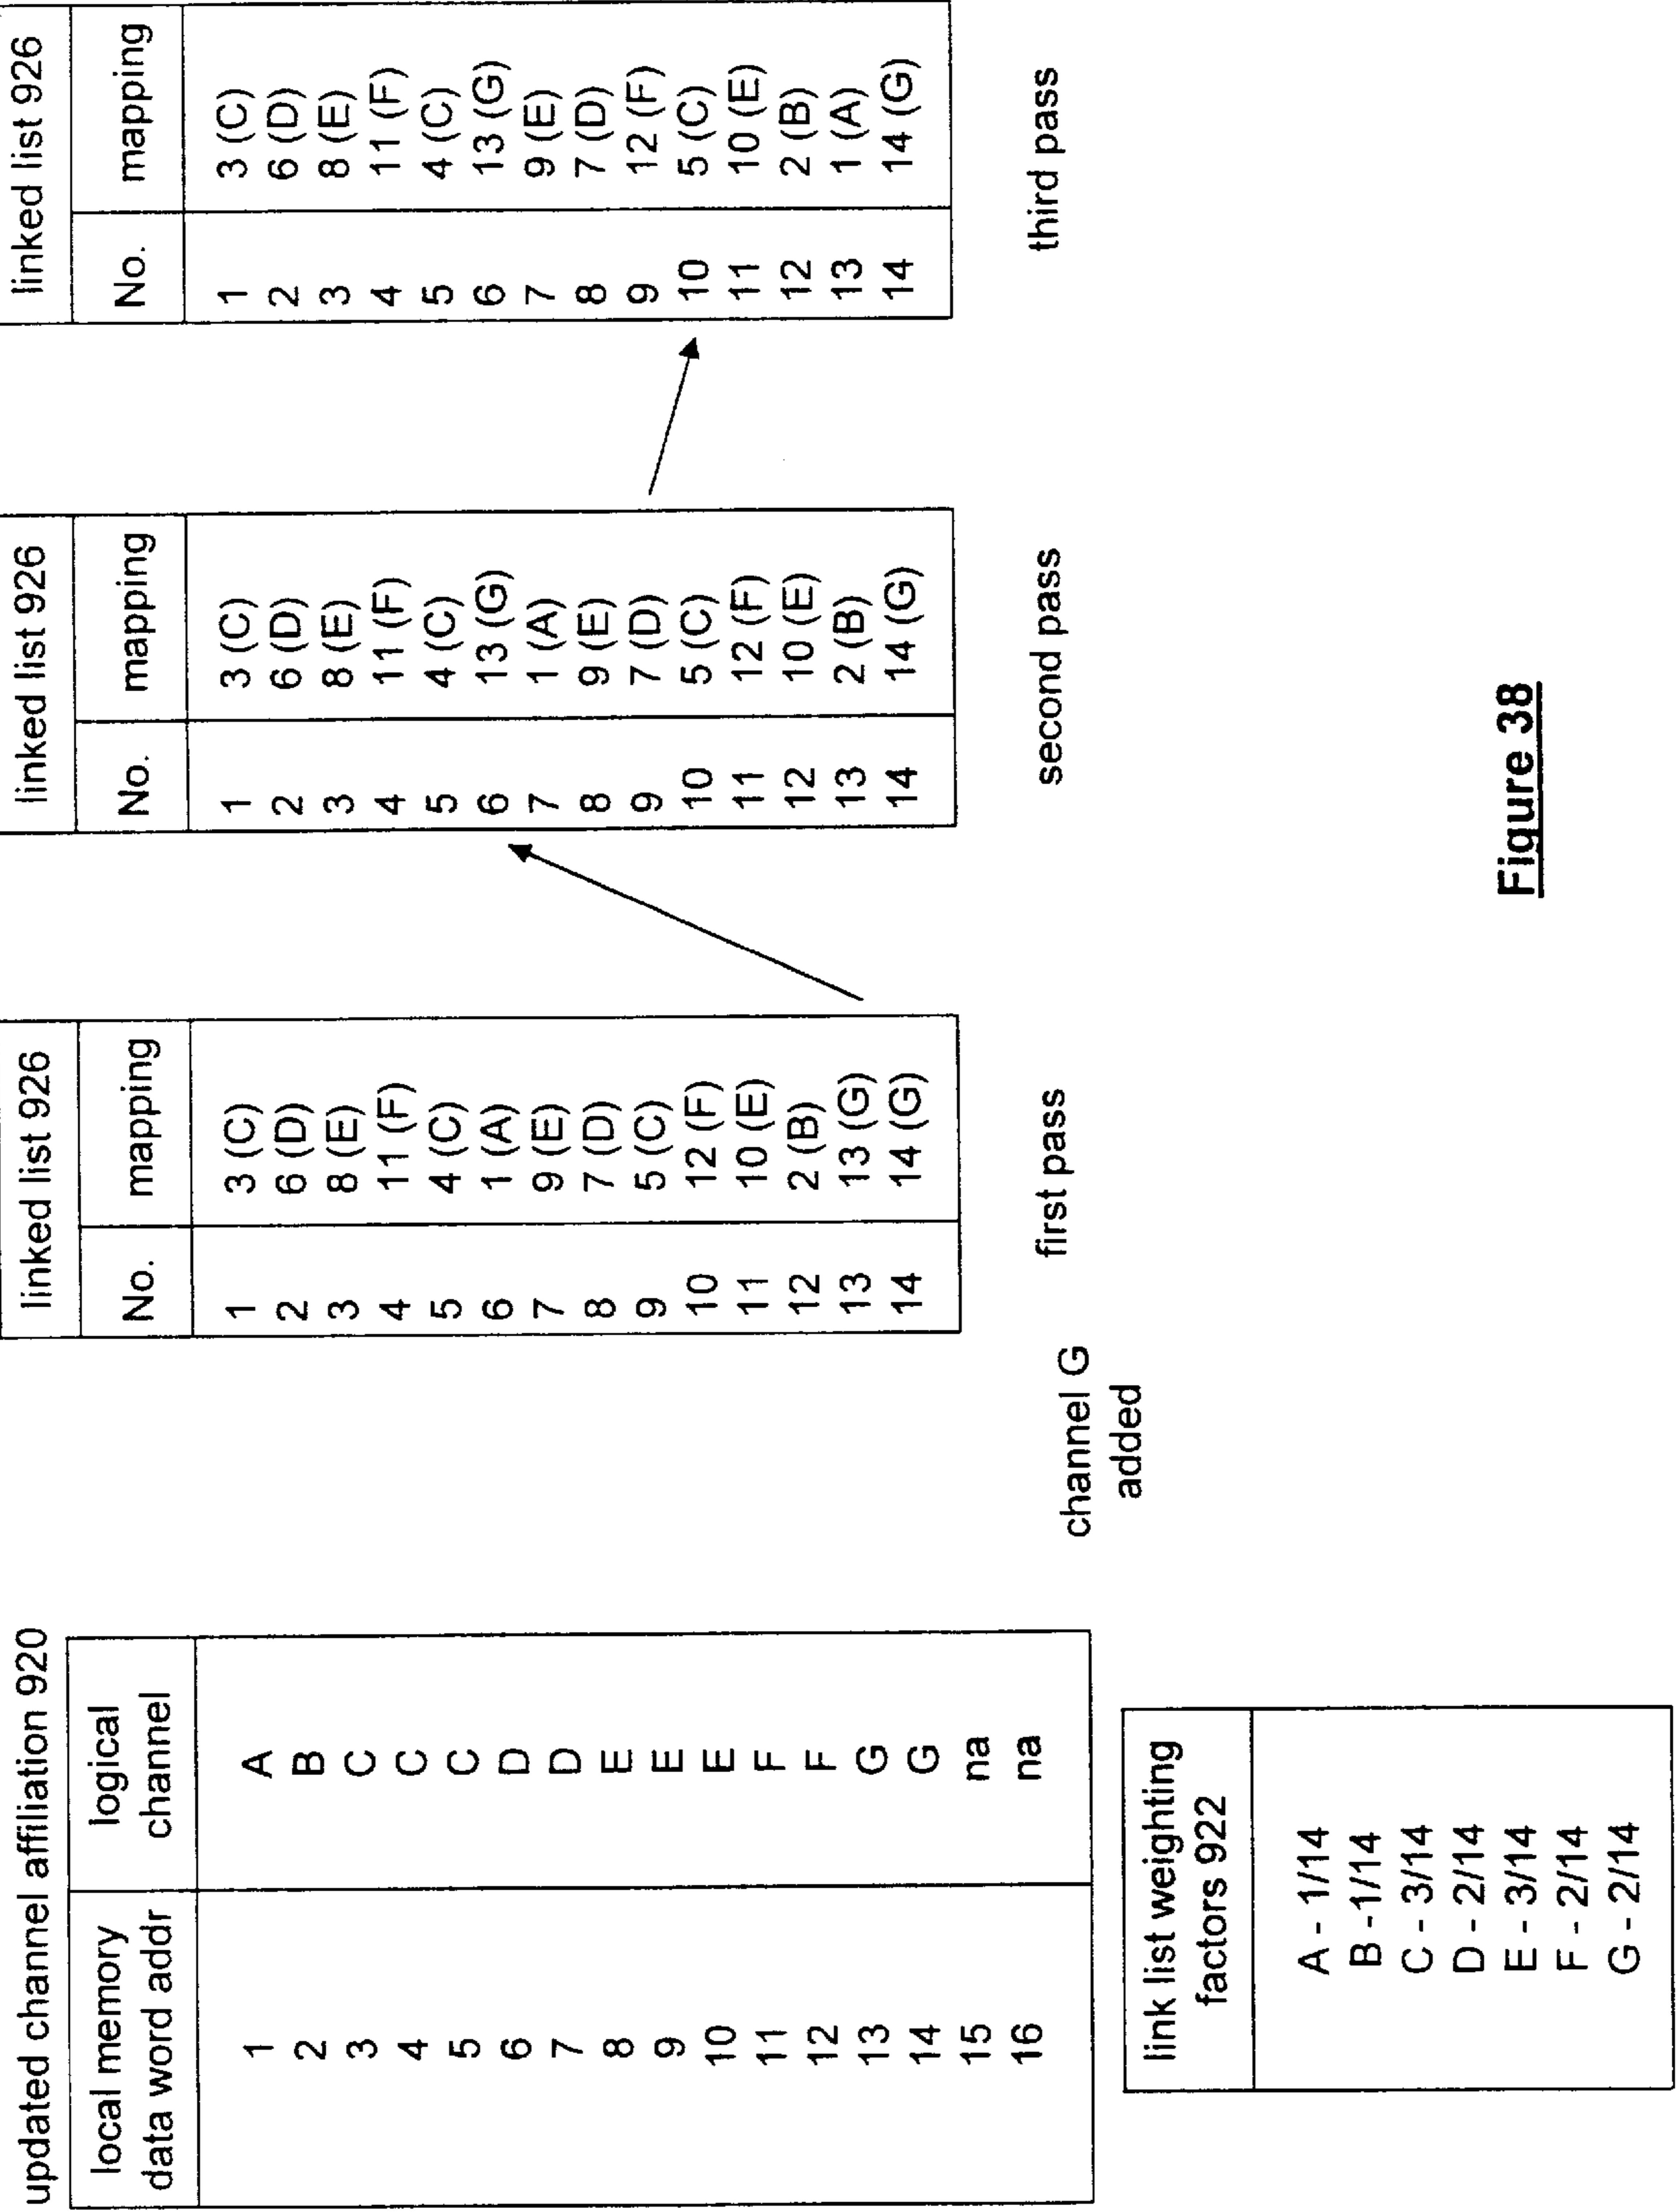 updated channel affiliation 920
local memory data word addr | logical channel
1 A
2 B
3 C
4 C
5 C
6 D
7 D
8 E
9 E
10 E
11 F
12 F
13 G
14 G
15 na
16 na
link list weighting
factors 922
A - 1/14
B -1/14
C - 3/14
D - 2/14
E - 3/14
F - 2/14
G - 2/14
channel G
added
linked list 926
No. mapping
1 3 (C)
2 6 (D)
3 8 (E)
4 11 (F)
5 4 (C)
6 1 (A)
7 9 (E)
8 7 (D)
9 5 (C)
10 12 (F)
11 10 (E)
12 2 (B)
13 13 (G)
14 14 (G)
first pass
linked list 926
No. mapping
1 3 (C)
2 6 (D)
3 8 (E)
4 11 (F)
5 4 (C)
6 13 (G)
7 1 (A)
8 9 (E)
9 7 (D)
10 5 (C)
11 12 (F)
12 10 (E)
13 2 (B)
14 14 (G)
second pass
linked list 926
No. mapping
1 3 (C)
2 6 (D)
3 8 (E)
4 11 (F)
5 4 (C)
6 13 (G)
7 9 (E)
8 7 (D)
9 12 (F)
10 5 (C)
11 10 (E)
12 2 (B)
13 1 (A)
14 14 (G)
third pass
Figure 38